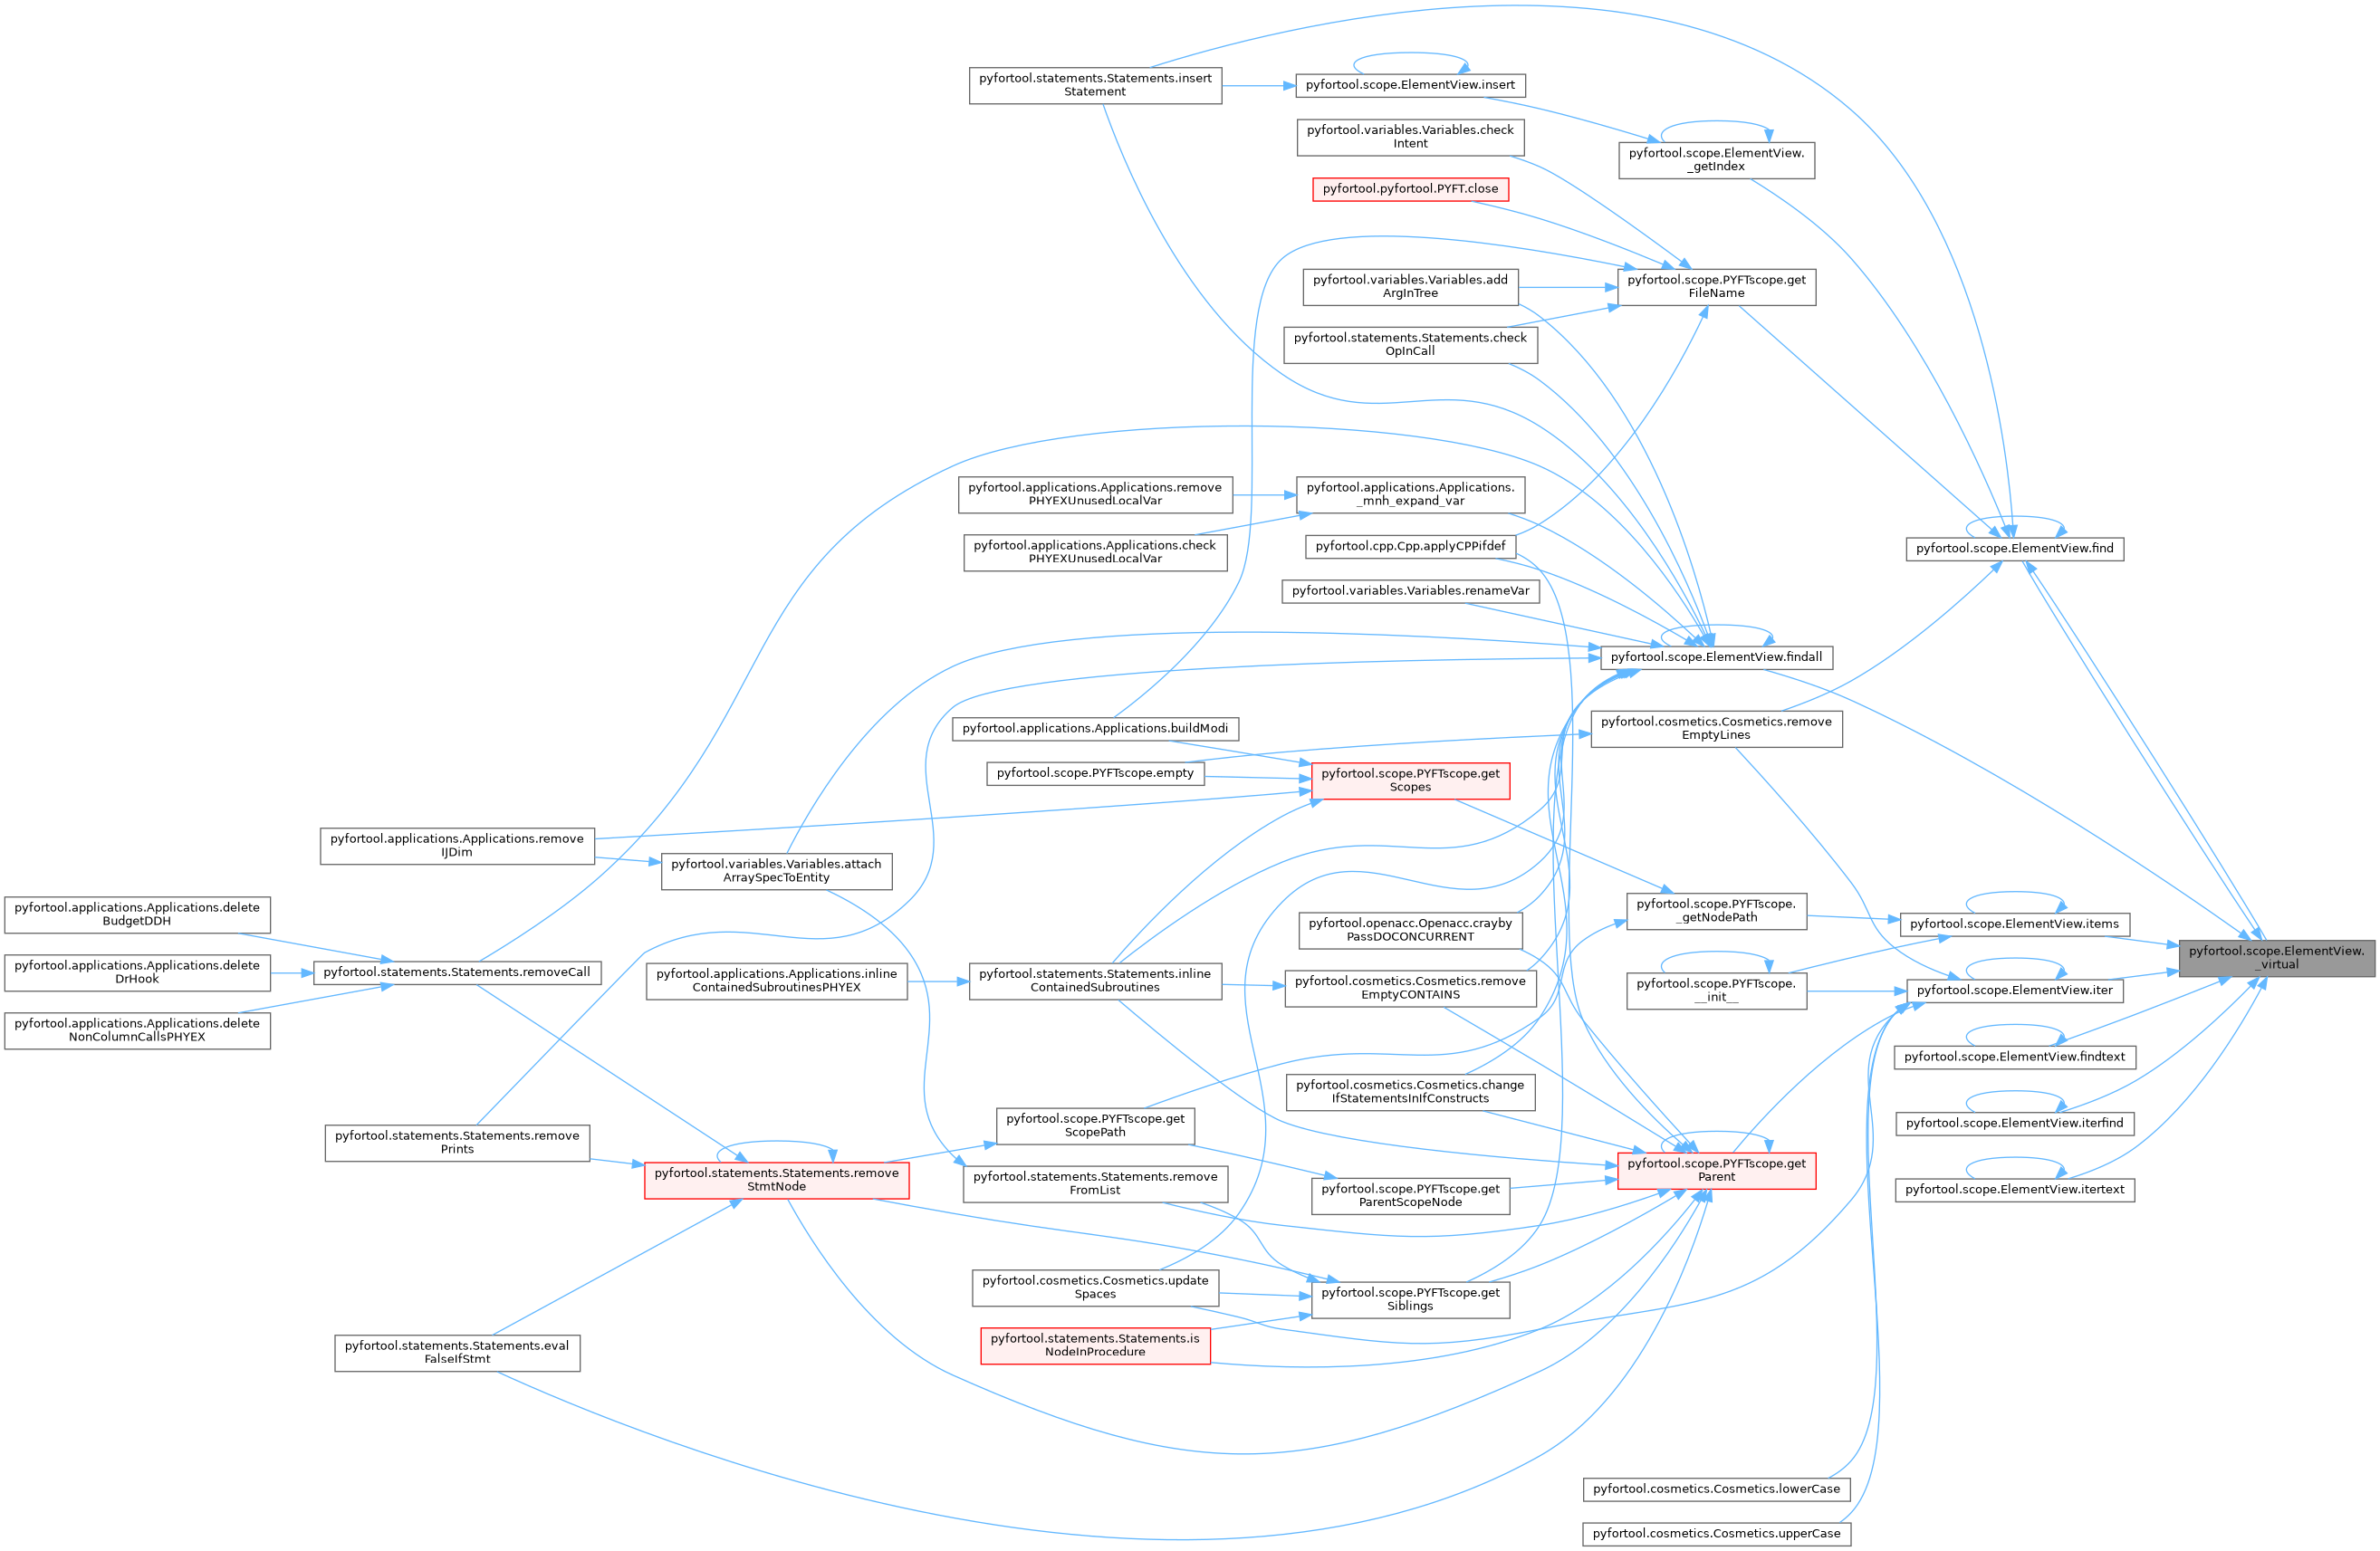 pyfortool.statements.Statements.insert
Statement
pyfortool.scope.ElementView.insert
pyfortool.variables.Variables.check
Intent
pyfortool.scope.ElementView.
_getIndex
pyfortool.pyfortool.PYFT.close
pyfortool.variables.Variables.add
ArgInTree
pyfortool.scope.PYFTscope.get
FileName
pyfortool.statements.Statements.check
OpInCall
pyfortool.applications.Applications.remove
PHYEXUnusedLocalVar
pyfortool.applications.Applications.
_mnh_expand_var
pyfortool.applications.Applications.check
PHYEXUnusedLocalVar
pyfortool.cpp.Cpp.applyCPPifdef
pyfortool.scope.ElementView.find
pyfortool.variables.Variables.renameVar
pyfortool.scope.ElementView.findall
pyfortool.applications.Applications.buildModi
pyfortool.cosmetics.Cosmetics.remove
EmptyLines
pyfortool.scope.PYFTscope.empty
pyfortool.scope.PYFTscope.get
Scopes
pyfortool.applications.Applications.remove
IJDim
pyfortool.variables.Variables.attach
ArraySpecToEntity
pyfortool.applications.Applications.delete
BudgetDDH
pyfortool.scope.PYFTscope.
_getNodePath
pyfortool.scope.ElementView.items
pyfortool.openacc.Openacc.crayby
PassDOCONCURRENT
pyfortool.scope.ElementView.
_virtual
pyfortool.applications.Applications.delete
DrHook
pyfortool.statements.Statements.removeCall
pyfortool.applications.Applications.inline
ContainedSubroutinesPHYEX
pyfortool.statements.Statements.inline
ContainedSubroutines
pyfortool.cosmetics.Cosmetics.remove
EmptyCONTAINS
pyfortool.scope.PYFTscope.
__init__
pyfortool.scope.ElementView.iter
pyfortool.applications.Applications.delete
NonColumnCallsPHYEX
pyfortool.scope.ElementView.findtext
pyfortool.cosmetics.Cosmetics.change
IfStatementsInIfConstructs
pyfortool.scope.ElementView.iterfind
pyfortool.scope.PYFTscope.get
ScopePath
pyfortool.statements.Statements.remove
Prints
pyfortool.statements.Statements.remove
StmtNode
pyfortool.statements.Statements.remove
FromList
pyfortool.scope.PYFTscope.get
ParentScopeNode
pyfortool.scope.PYFTscope.get
Parent
pyfortool.scope.ElementView.itertext
pyfortool.cosmetics.Cosmetics.update
Spaces
pyfortool.scope.PYFTscope.get
Siblings
pyfortool.statements.Statements.is
NodeInProcedure
pyfortool.statements.Statements.eval
FalseIfStmt
pyfortool.cosmetics.Cosmetics.lowerCase
pyfortool.cosmetics.Cosmetics.upperCase